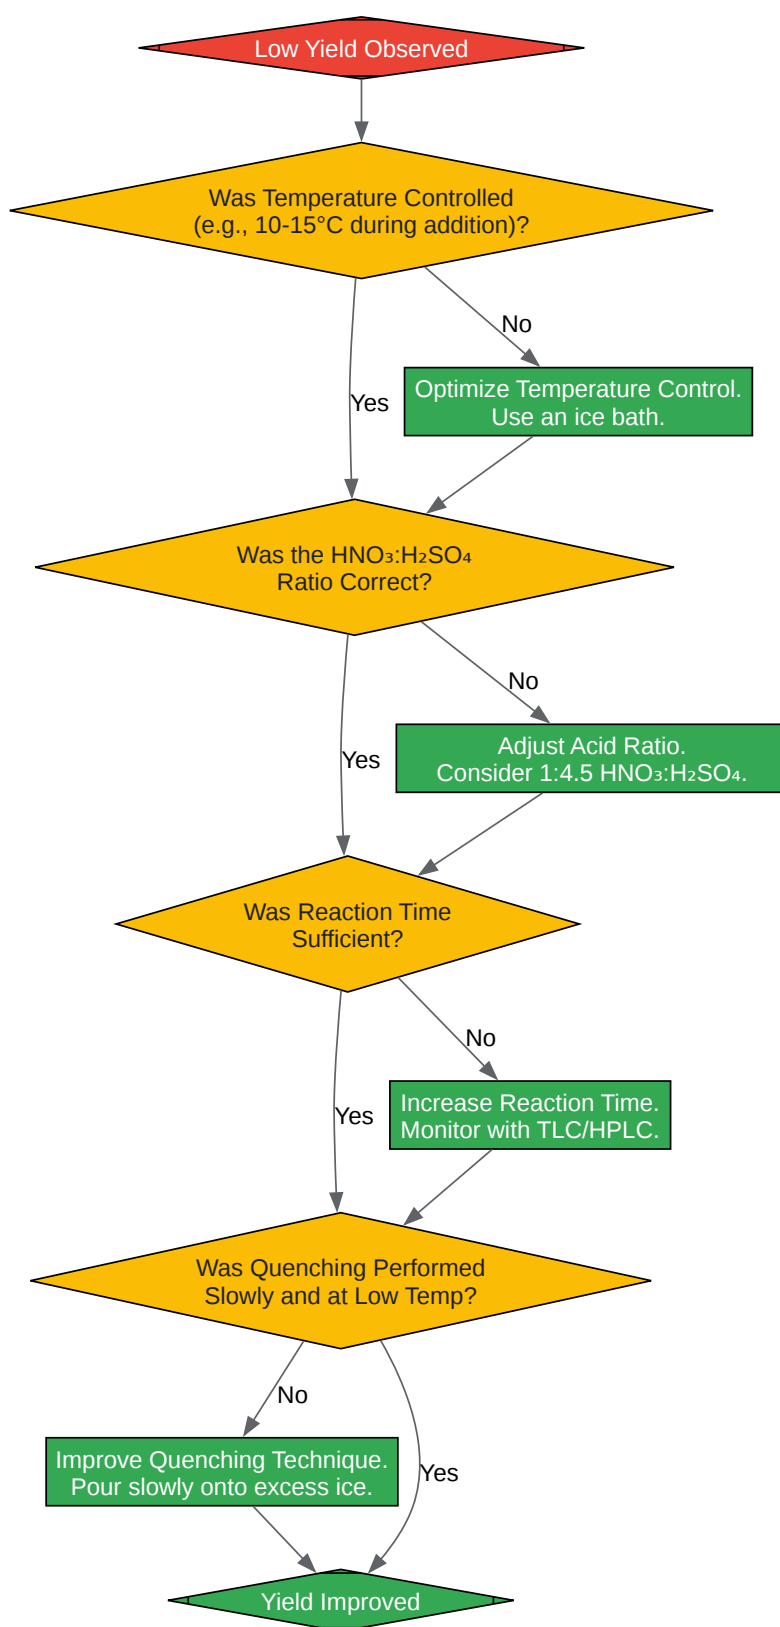 Low Yield Observed
Was Temperature Controlled
(e.g., 10-15°C during addition)?
No
Optimize Temperature Control.
Use an ice bath.
Yes
Was the HNO₃:H₂SO₄
Ratio Correct?
No
Adjust Acid Ratio.
Consider 1:4.5 HNO₃:H₂SO₄.
Yes
Was Reaction Time
Sufficient?
No
Increase Reaction Time.
Monitor with TLC/HPLC.
Yes
Was Quenching Performed
Slowly and at Low Temp?
No
Improve Quenching Technique.
Pour slowly onto excess ice.
Yes
Yield Improved